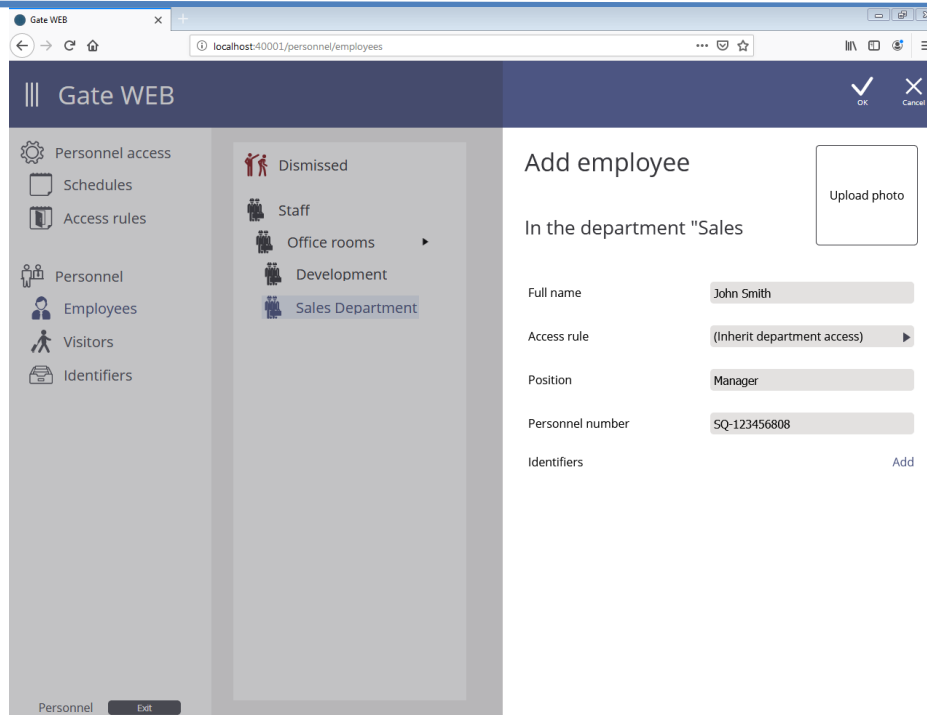 Gate WEB
localhost:40001/personnel/employees
Gate WEB
OK
Cancel
Personnel access
Schedules
Access rules
Personnel
Employees
Visitors
Identifiers
Personnel
Exit
Dismissed
Staff
Office rooms
Development
Sales Department
Add employee
Upload photo
In the department "Sales
Full name John Smith
Access rule (Inherit department access)
Position Manager
Personnel number SQ-123456808
Identifiers Add